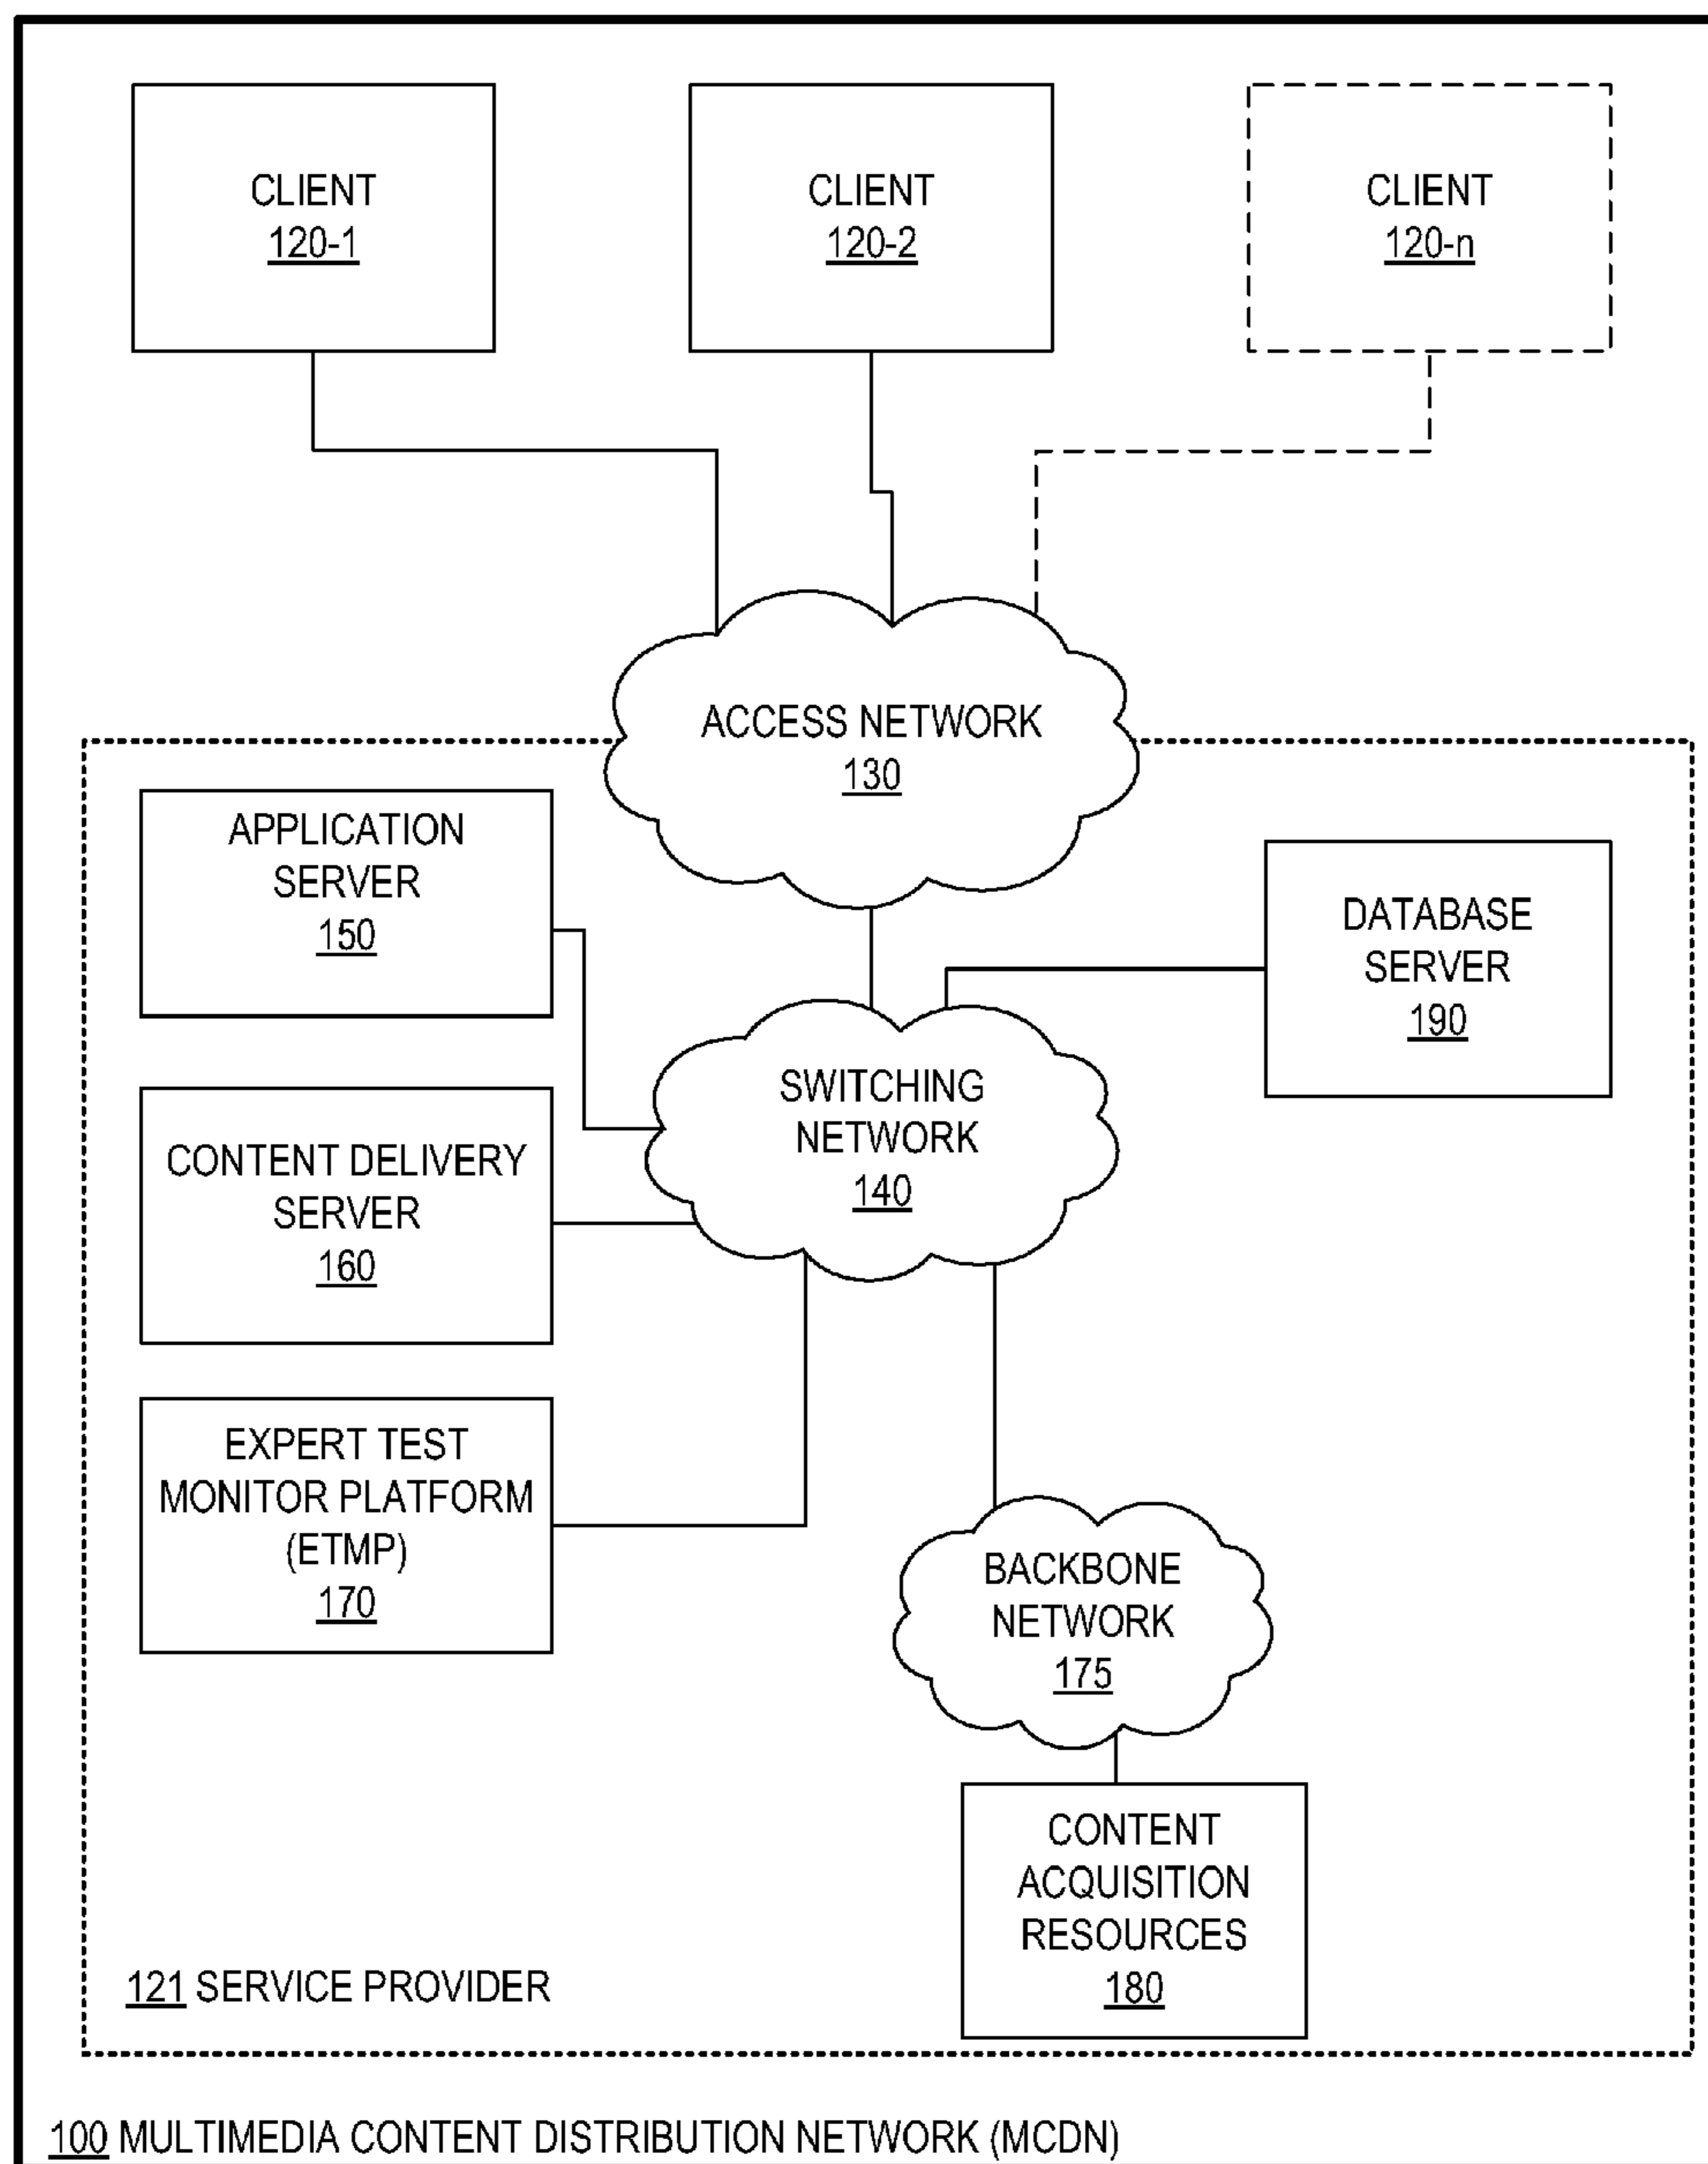 CLIENT
120-1
CLIENT
120-2
CLIENT
120-n
ACCESS NETWORK
130
APPLICATION
SERVER
150
DATABASE
SERVER
190
SWITCHING
NETWORK
140
CONTENT DELIVERY
SERVER
160
EXPERT TEST
MONITOR PLATFORM
(ETMP)
170
BACKBONE
NETWORK
175
CONTENT
ACQUISITION
RESOURCES
180
121 SERVICE PROVIDER
100 MULTIMEDIA CONTENT DISTRIBUTION NETWORK (MCDN)